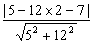 |5 − 12 × 2 − 7|
√(5² + 12²)